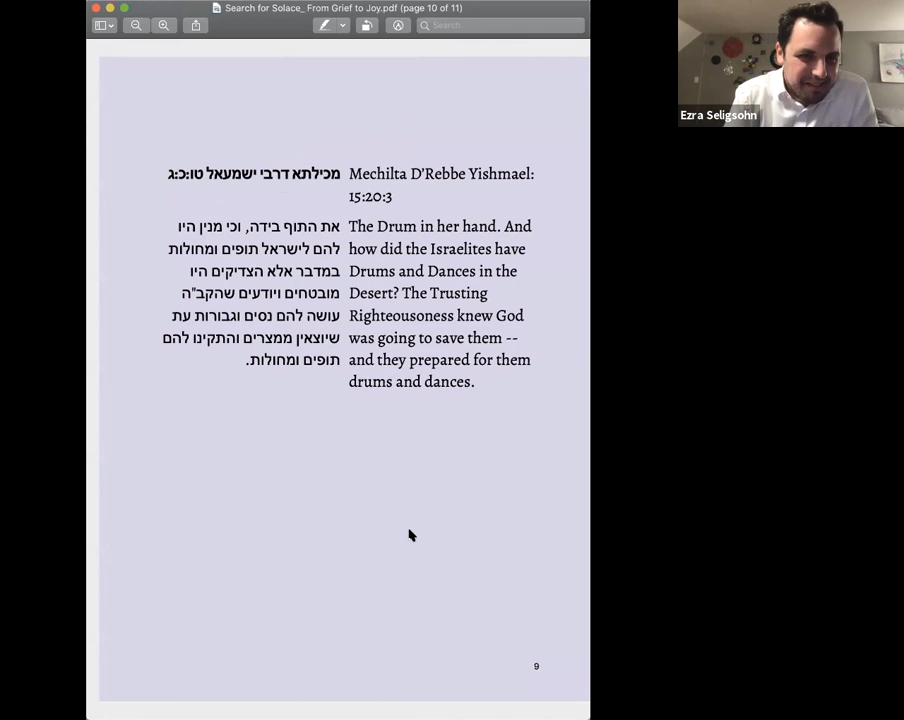 Search for Solace_ From Grief to Joy.pdf (page 10 of 11)
Search
Ezra Seligsohn
מכילתא דרבי ישמעאל טו:כ:ג
את התוף בידה, וכי מנין היו
להם לישראל תופים ומחולות
במדבר אלא הצדיקים היו
מובטחים ויודעים שהקב"ה
עושה להם נסים וגבורות עת
שיוצאין ממצרים והתקינו להם
תופים ומחולות.
Mechilta D'Rebbe Yishmael:
15:20:3
The Drum in her hand. And
how did the Israelites have
Drums and Dances in the
Desert? The Trusting
Righteousoness knew God
was going to save them --
and they prepared for them
drums and dances.
9